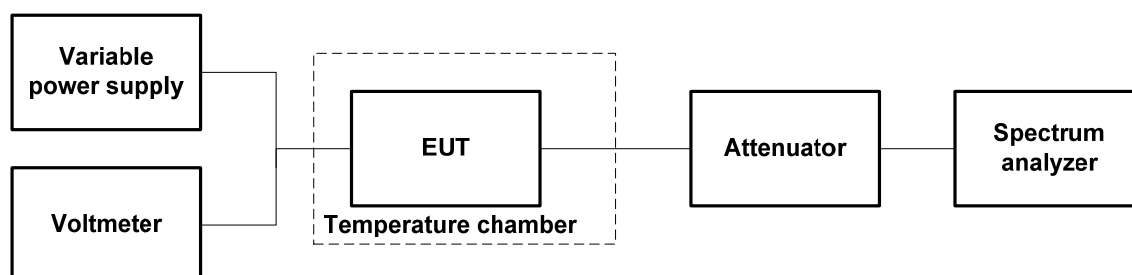 Variable
power supply
Voltmeter
EUT
Temperature chamber
Attenuator
Spectrum
analyzer